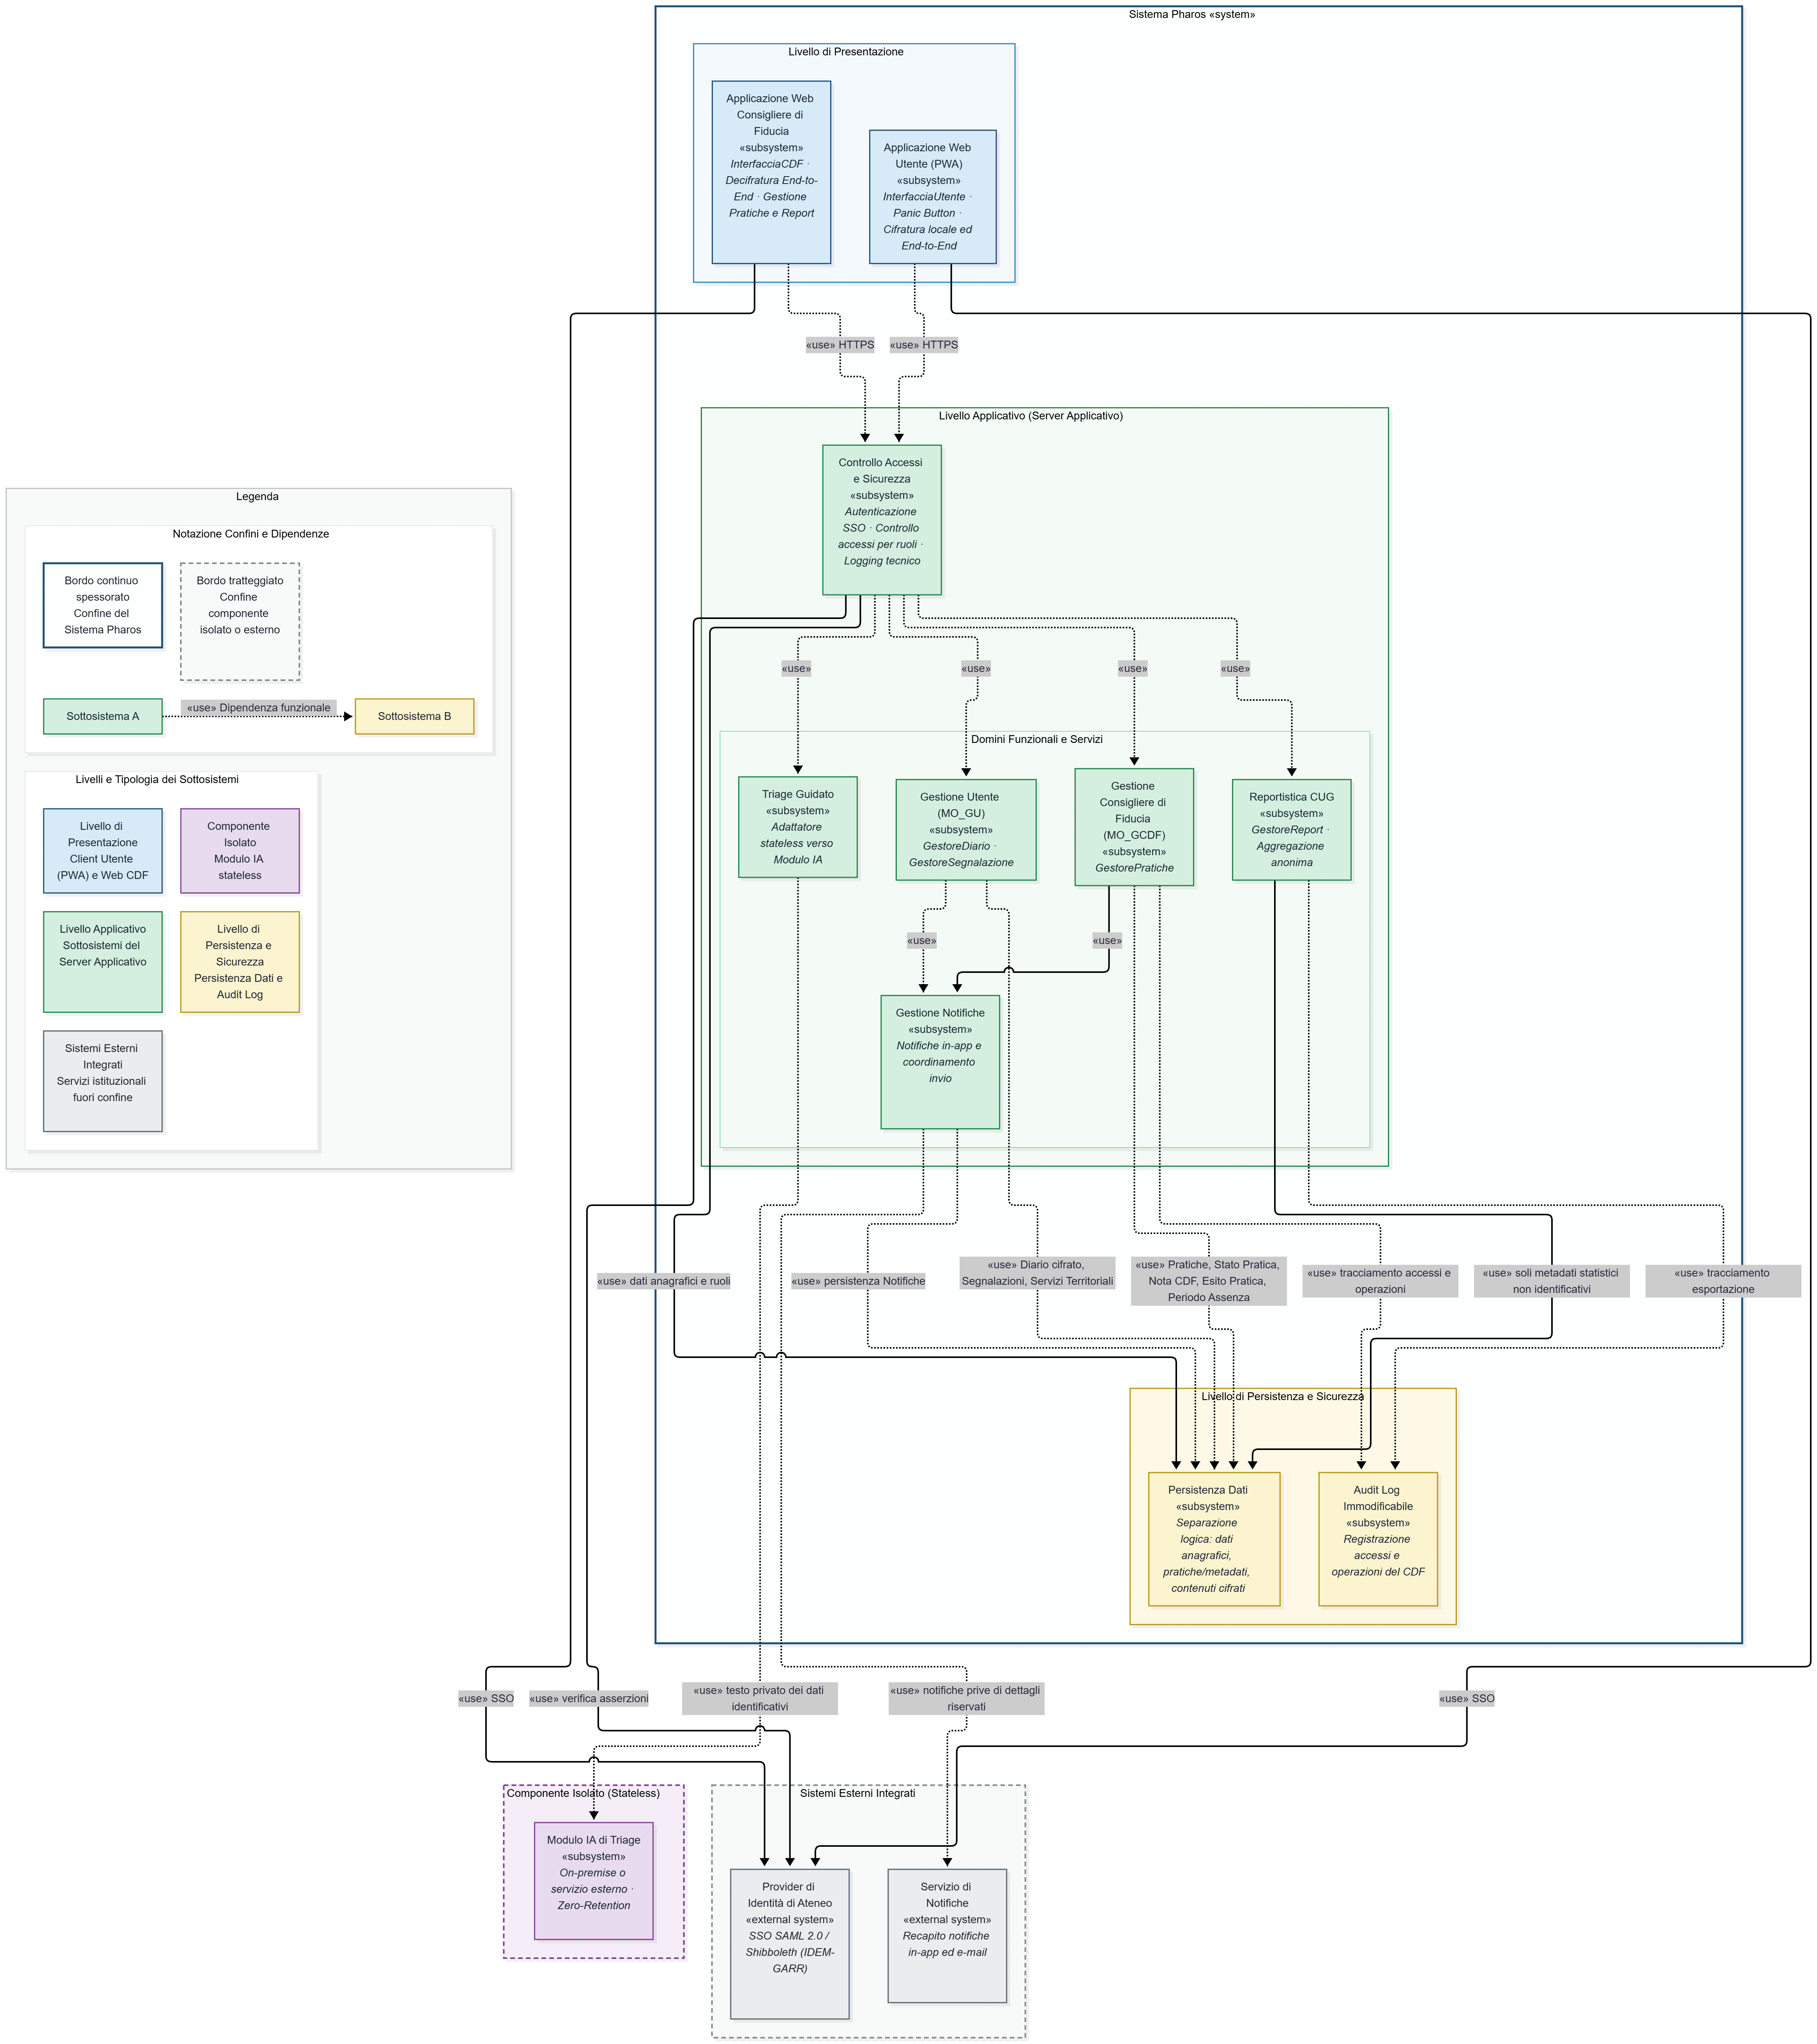 Sistema Pharos «system»
Livello di Presentazione
Applicazione Web
Consigliere di
Fiducia
«subsystem»
InterfacciaCDF ·
Decifratura End-to-
End · Gestione
Pratiche e Report
Applicazione Web
Utente (PWA)
«subsystem»
InterfacciaUtente ·
Panic Button ·
Cifratura locale ed
End-to-End
«use» HTTPS
«use» HTTPS
Livello Applicativo (Server Applicativo)
Controllo Accessi
e Sicurezza
«subsystem»
Autenticazione
SSO · Controllo
accessi per ruoli ·
Logging tecnico
Legenda
Notazione Confini e Dipendenze
Bordo continuo
spessorato
Confine del
Sistema Pharos
Bordo tratteggiato
Confine
componente
isolato o esterno
Sottosistema A
«use» Dipendenza funzionale
Sottosistema B
Livelli e Tipologia dei Sottosistemi
Livello di
Presentazione
Client Utente
(PWA) e Web CDF
Componente
Isolato
Modulo IA
stateless
Livello Applicativo
Sottosistemi del
Server Applicativo
Livello di
Persistenza e
Sicurezza
Persistenza Dati e
Audit Log
Sistemi Esterni
Integrati
Servizi istituzionali
fuori confine
«use»
«use»
«use»
«use»
Domini Funzionali e Servizi
Triage Guidato
«subsystem»
Adattatore
stateless verso
Modulo IA
Gestione Utente
(MO_GU)
«subsystem»
GestoreDiario ·
GestoreSegnalazione
Gestione
Consigliere di
Fiducia
(MO_GCDF)
«subsystem»
GestorePratiche
Reportistica CUG
«subsystem»
GestoreReport ·
Aggregazione
anonima
«use»
«use»
Gestione Notifiche
«subsystem»
Notifiche in-app e
coordinamento
invio
«use» dati anagrafici e ruoli
«use» persistenza Notifiche
«use» Diario cifrato,
Segnalazioni, Servizi Territoriali
«use» Pratiche, Stato Pratica,
Nota CDF, Esito Pratica,
Periodo Assenza
«use» tracciamento accessi e
operazioni
«use» soli metadati statistici
non identificativi
«use» tracciamento
esportazione
Livello di Persistenza e Sicurezza
Persistenza Dati
«subsystem»
Separazione
logica: dati
anagrafici,
pratiche/metadati,
contenuti cifrati
Audit Log
Immodificabile
«subsystem»
Registrazione
accessi e
operazioni del CDF
«use» SSO
«use» verifica asserzioni
«use» testo privato dei dati
identificativi
«use» notifiche prive di dettagli
riservati
«use» SSO
Componente Isolato (Stateless)
Modulo IA di Triage
«subsystem»
On-premise o
servizio esterno ·
Zero-Retention
Sistemi Esterni Integrati
Provider di
Identità di Ateneo
«external system»
SSO SAML 2.0 /
Shibboleth (IDEM-
GARR)
Servizio di
Notifiche
«external system»
Recapito notifiche
in-app ed e-mail